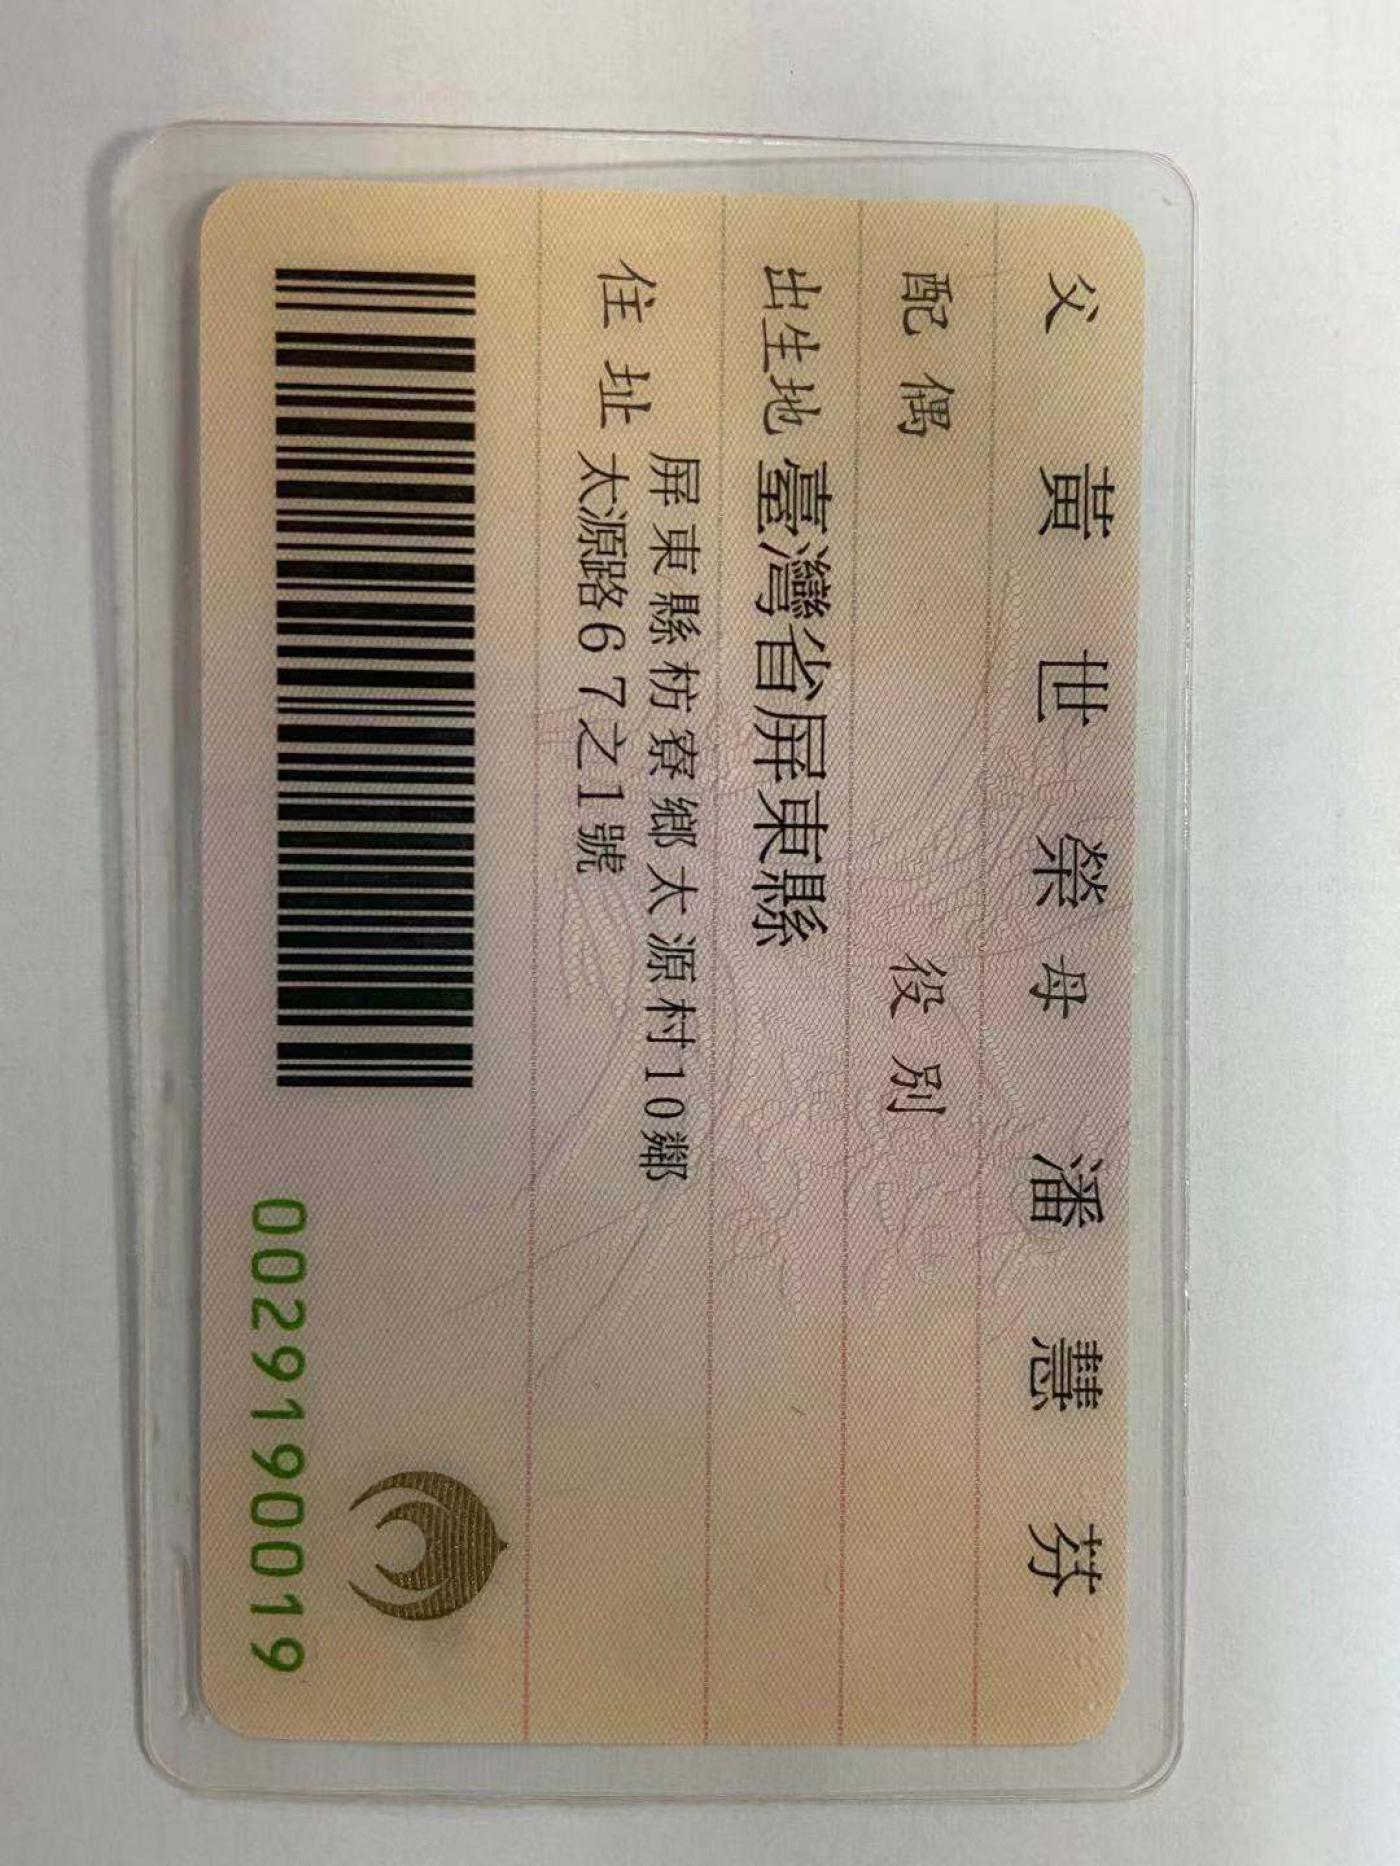 父 黃世榮 母 潘慧芬
配偶 役別
出生地 臺灣省屏東縣
住址 屏東縣枋寮鄉太源村10鄰
太源路67之1號
0029190019